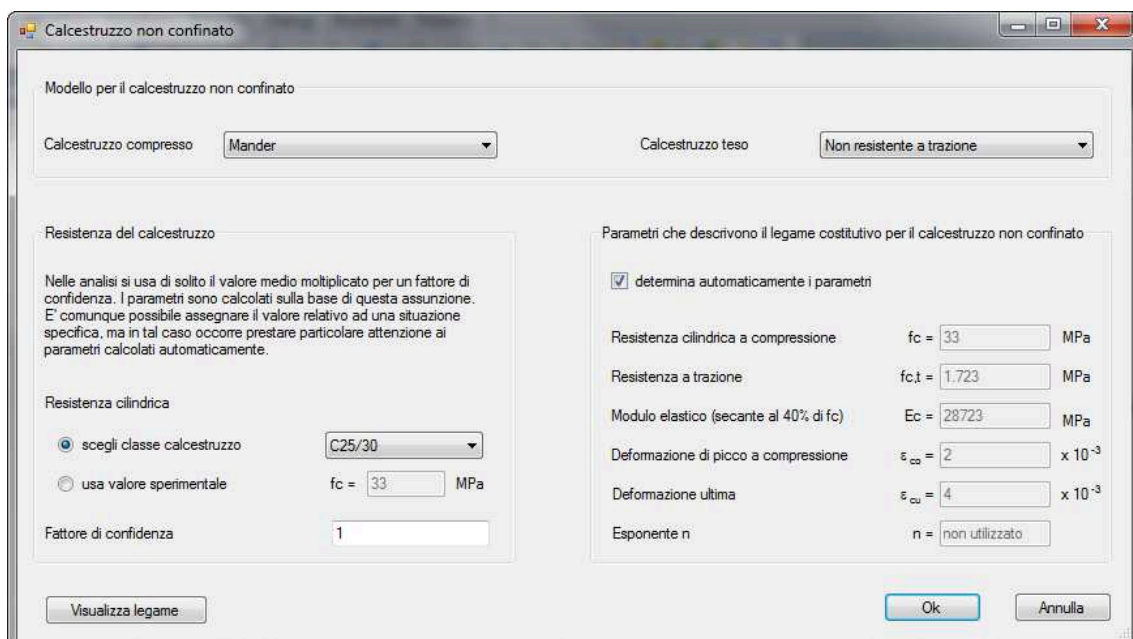 Calcestruzzo non confinato
Modello per il calcestruzzo non confinato
Calcestruzzo compresso Mander Calcestruzzo teso Non resistente a trazione
Resistenza del calcestruzzo
Nelle analisi si usa di solito il valore medio moltiplicato per un fattore di
confidenza. I parametri sono calcolati sulla base di questa assunzione.
E' comunque possibile assegnare il valore relativo ad una situazione
specifica, ma in tal caso occorre prestare particolare attenzione ai
parametri calcolati automaticamente.
Resistenza cilindrica
scegli classe calcestruzzo C25/30
usa valore sperimentale fc = 33 MPa
Fattore di confidenza 1
Parametri che descrivono il legame costitutivo per il calcestruzzo non confinato
determina automaticamente i parametri
Resistenza cilindrica a compressione fc = 33 MPa
Resistenza a trazione fc,t = 1.723 MPa
Modulo elastico (secante al 40% di fc) Ec = 28723 MPa
Deformazione di picco a compressione ε co = 2 x 10 -3
Deformazione ultima ε cu = 4 x 10 -3
Esponente n n = non utilizzato
Visualizza legame Ok Annulla